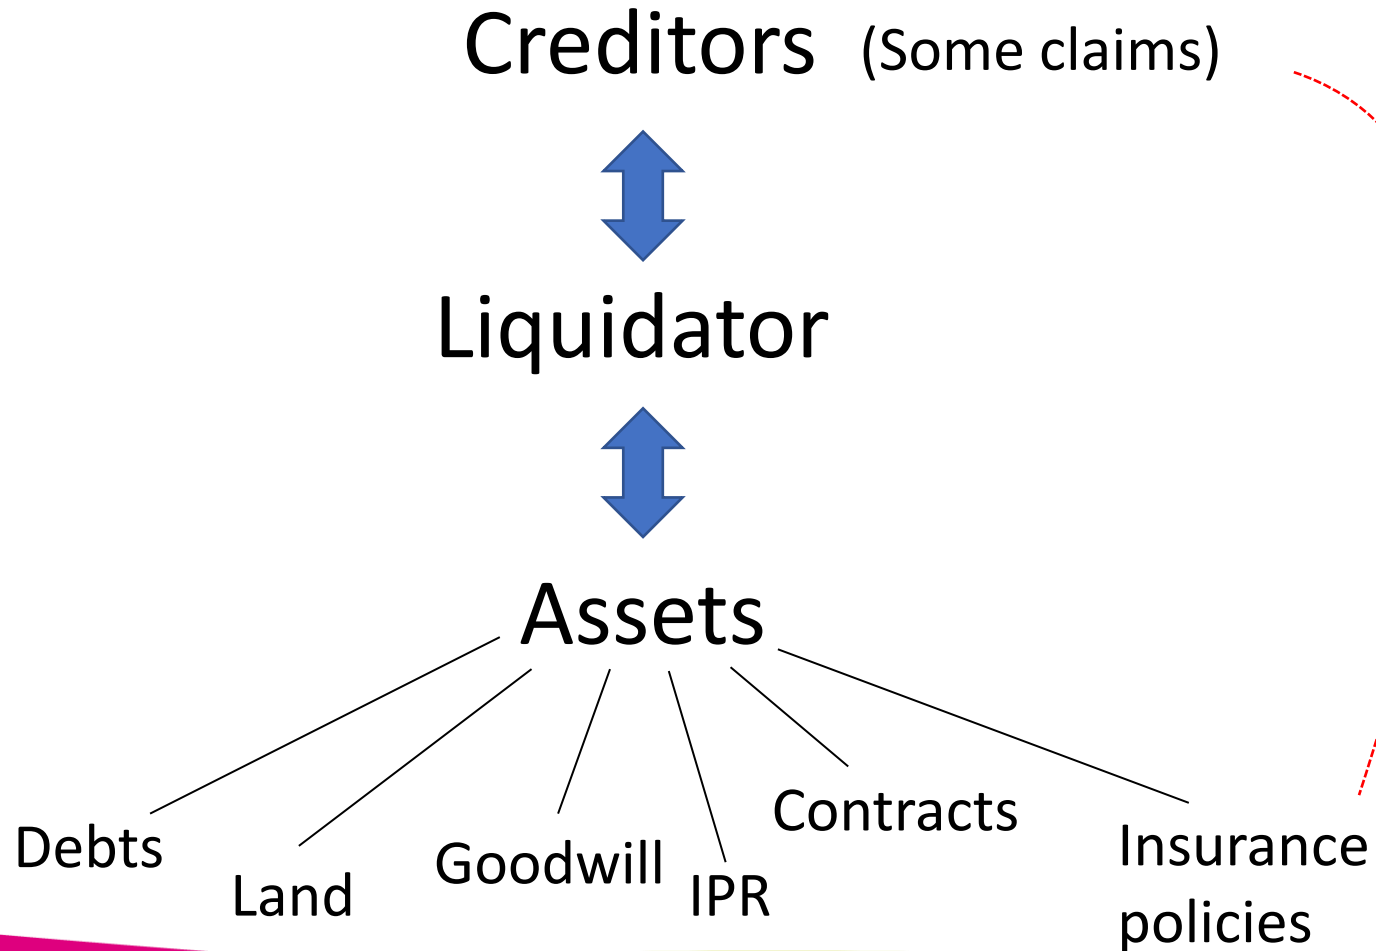 Creditors (Some claims)
Liquidator
Assets
Debts
Land
Goodwill
IPR
Contracts
Insurance
policies